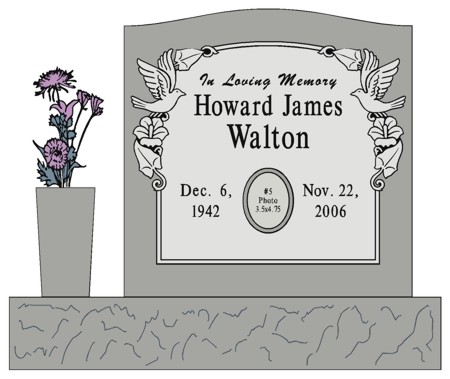 In Loving Memory
Howard James
Walton
Dec. 6,
1942
#5
Photo
3.5x4.75
Nov. 22,
2006